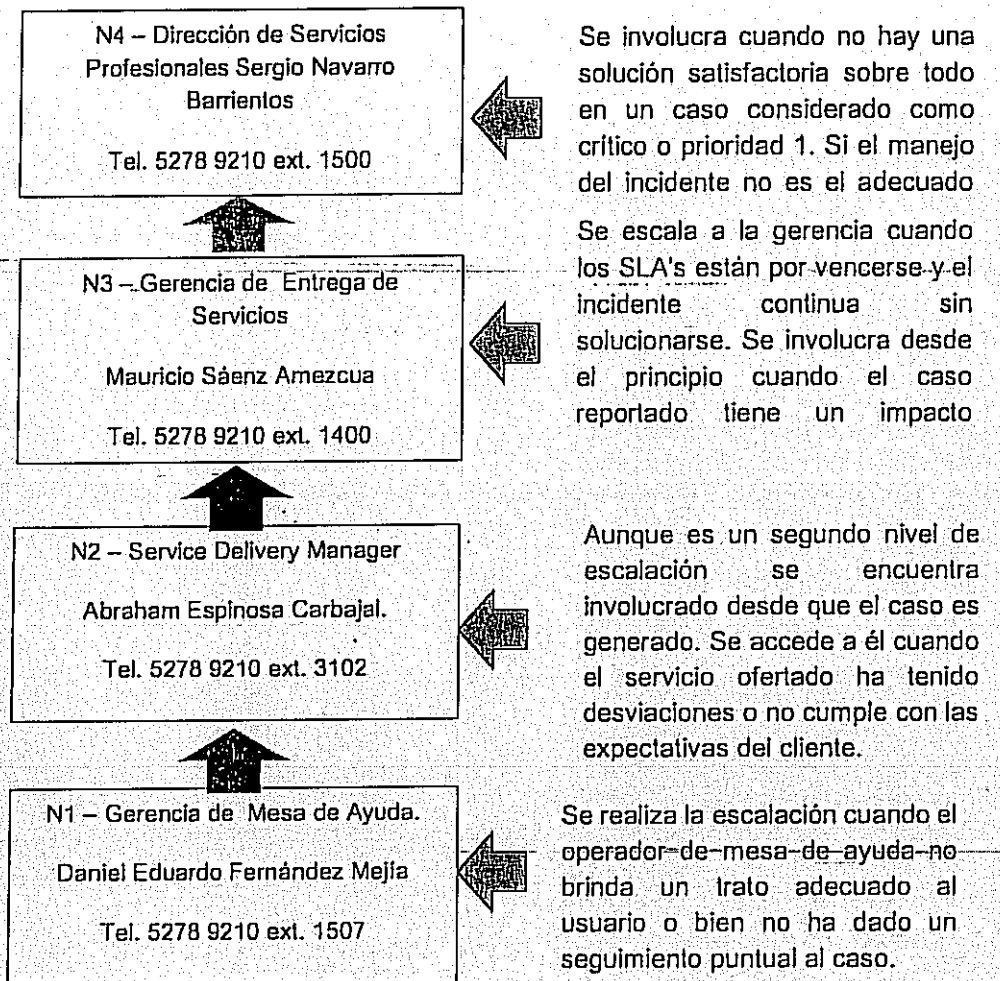 N4 – Dirección de Servicios
Profesionales Sergio Navarro
Barrientos
Tel. 5278 9210 ext. 1500
Se involucra cuando no hay una
solución satisfactoria sobre todo
en un caso considerado como
crítico o prioridad 1. Si el manejo
del incidente no es el adecuado
N3 – Gerencia de Entrega de
Servicios
Mauricio Sáenz Amezcua
Tel. 5278 9210 ext. 1400
Se escala a la gerencia cuando
los SLA's están por vencerse y el
incidente continua sin
solucionarse. Se involucra desde
el principio cuando el caso
reportado tiene un impacto
N2 – Service Delivery Manager
Abraham Espinosa Carbajal.
Tel. 5278 9210 ext. 3102
Aunque es un segundo nivel de
escalación se encuentra
involucrado desde que el caso es
generado. Se accede a él cuando
el servicio ofertado ha tenido
desviaciones o no cumple con las
expectativas del cliente.
N1 – Gerencia de Mesa de Ayuda.
Daniel Eduardo Fernández Mejía
Tel. 5278 9210 ext. 1507
Se realiza la escalación cuando el
operador de mesa de ayuda no
brinda un trato adecuado al
usuario o bien no ha dado un
seguimiento puntual al caso.